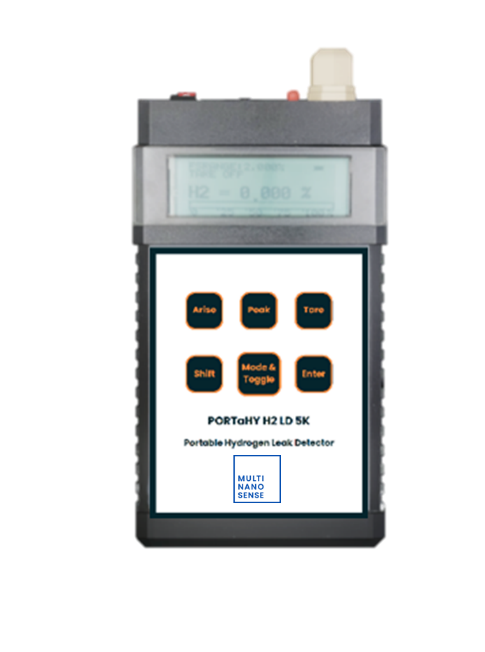 H2 = 0.000 %
Arise
Peak
Tare
Shift
Mode &
Toggle
Enter
PORTaHY H2 LD 5K
Portable Hydrogen Leak Detector
MULTI
NANO
SENSE